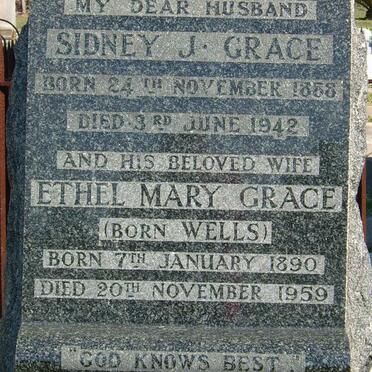 MY DEAR HUSBAND
SIDNEY J. GRACE
BORN 24TH NOVEMBER 1888
DIED 3RD JUNE 1942
AND HIS BELOVED WIFE
ETHEL MARY GRACE
(BORN WELLS)
BORN 7TH JANUARY 1890
DIED 20TH NOVEMBER 1959
"GOD KNOWS BEST."